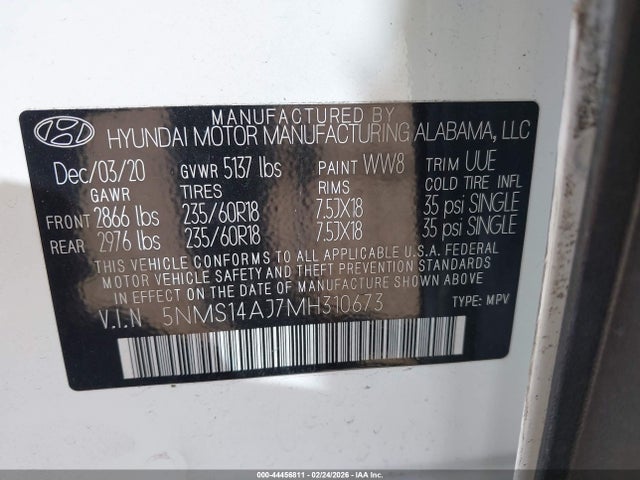 MANUFACTURED BY
HYUNDAI MOTOR MANUFACTURING ALABAMA, LLC
Dec/03/20 GVWR 5137 lbs PAINT WW8 TRIM UUE
GAWR TIRES RIMS COLD TIRE INFL
FRONT 2866 lbs 235/60R18 7.5JX18 35 psi SINGLE
REAR 2976 lbs 235/60R18 7.5JX18 35 psi SINGLE
THIS VEHICLE CONFORMS TO ALL APPLICABLE U.S.A. FEDERAL
MOTOR VEHICLE SAFETY AND THEFT PREVENTION STANDARDS
IN EFFECT ON THE DATE OF MANUFACTURE SHOWN ABOVE
V.I.N 5NMS14AJ7MH310673 TYPE: MPV
000-44456811 - 02/24/2026 - COPYRIGHT IAA, LLC.